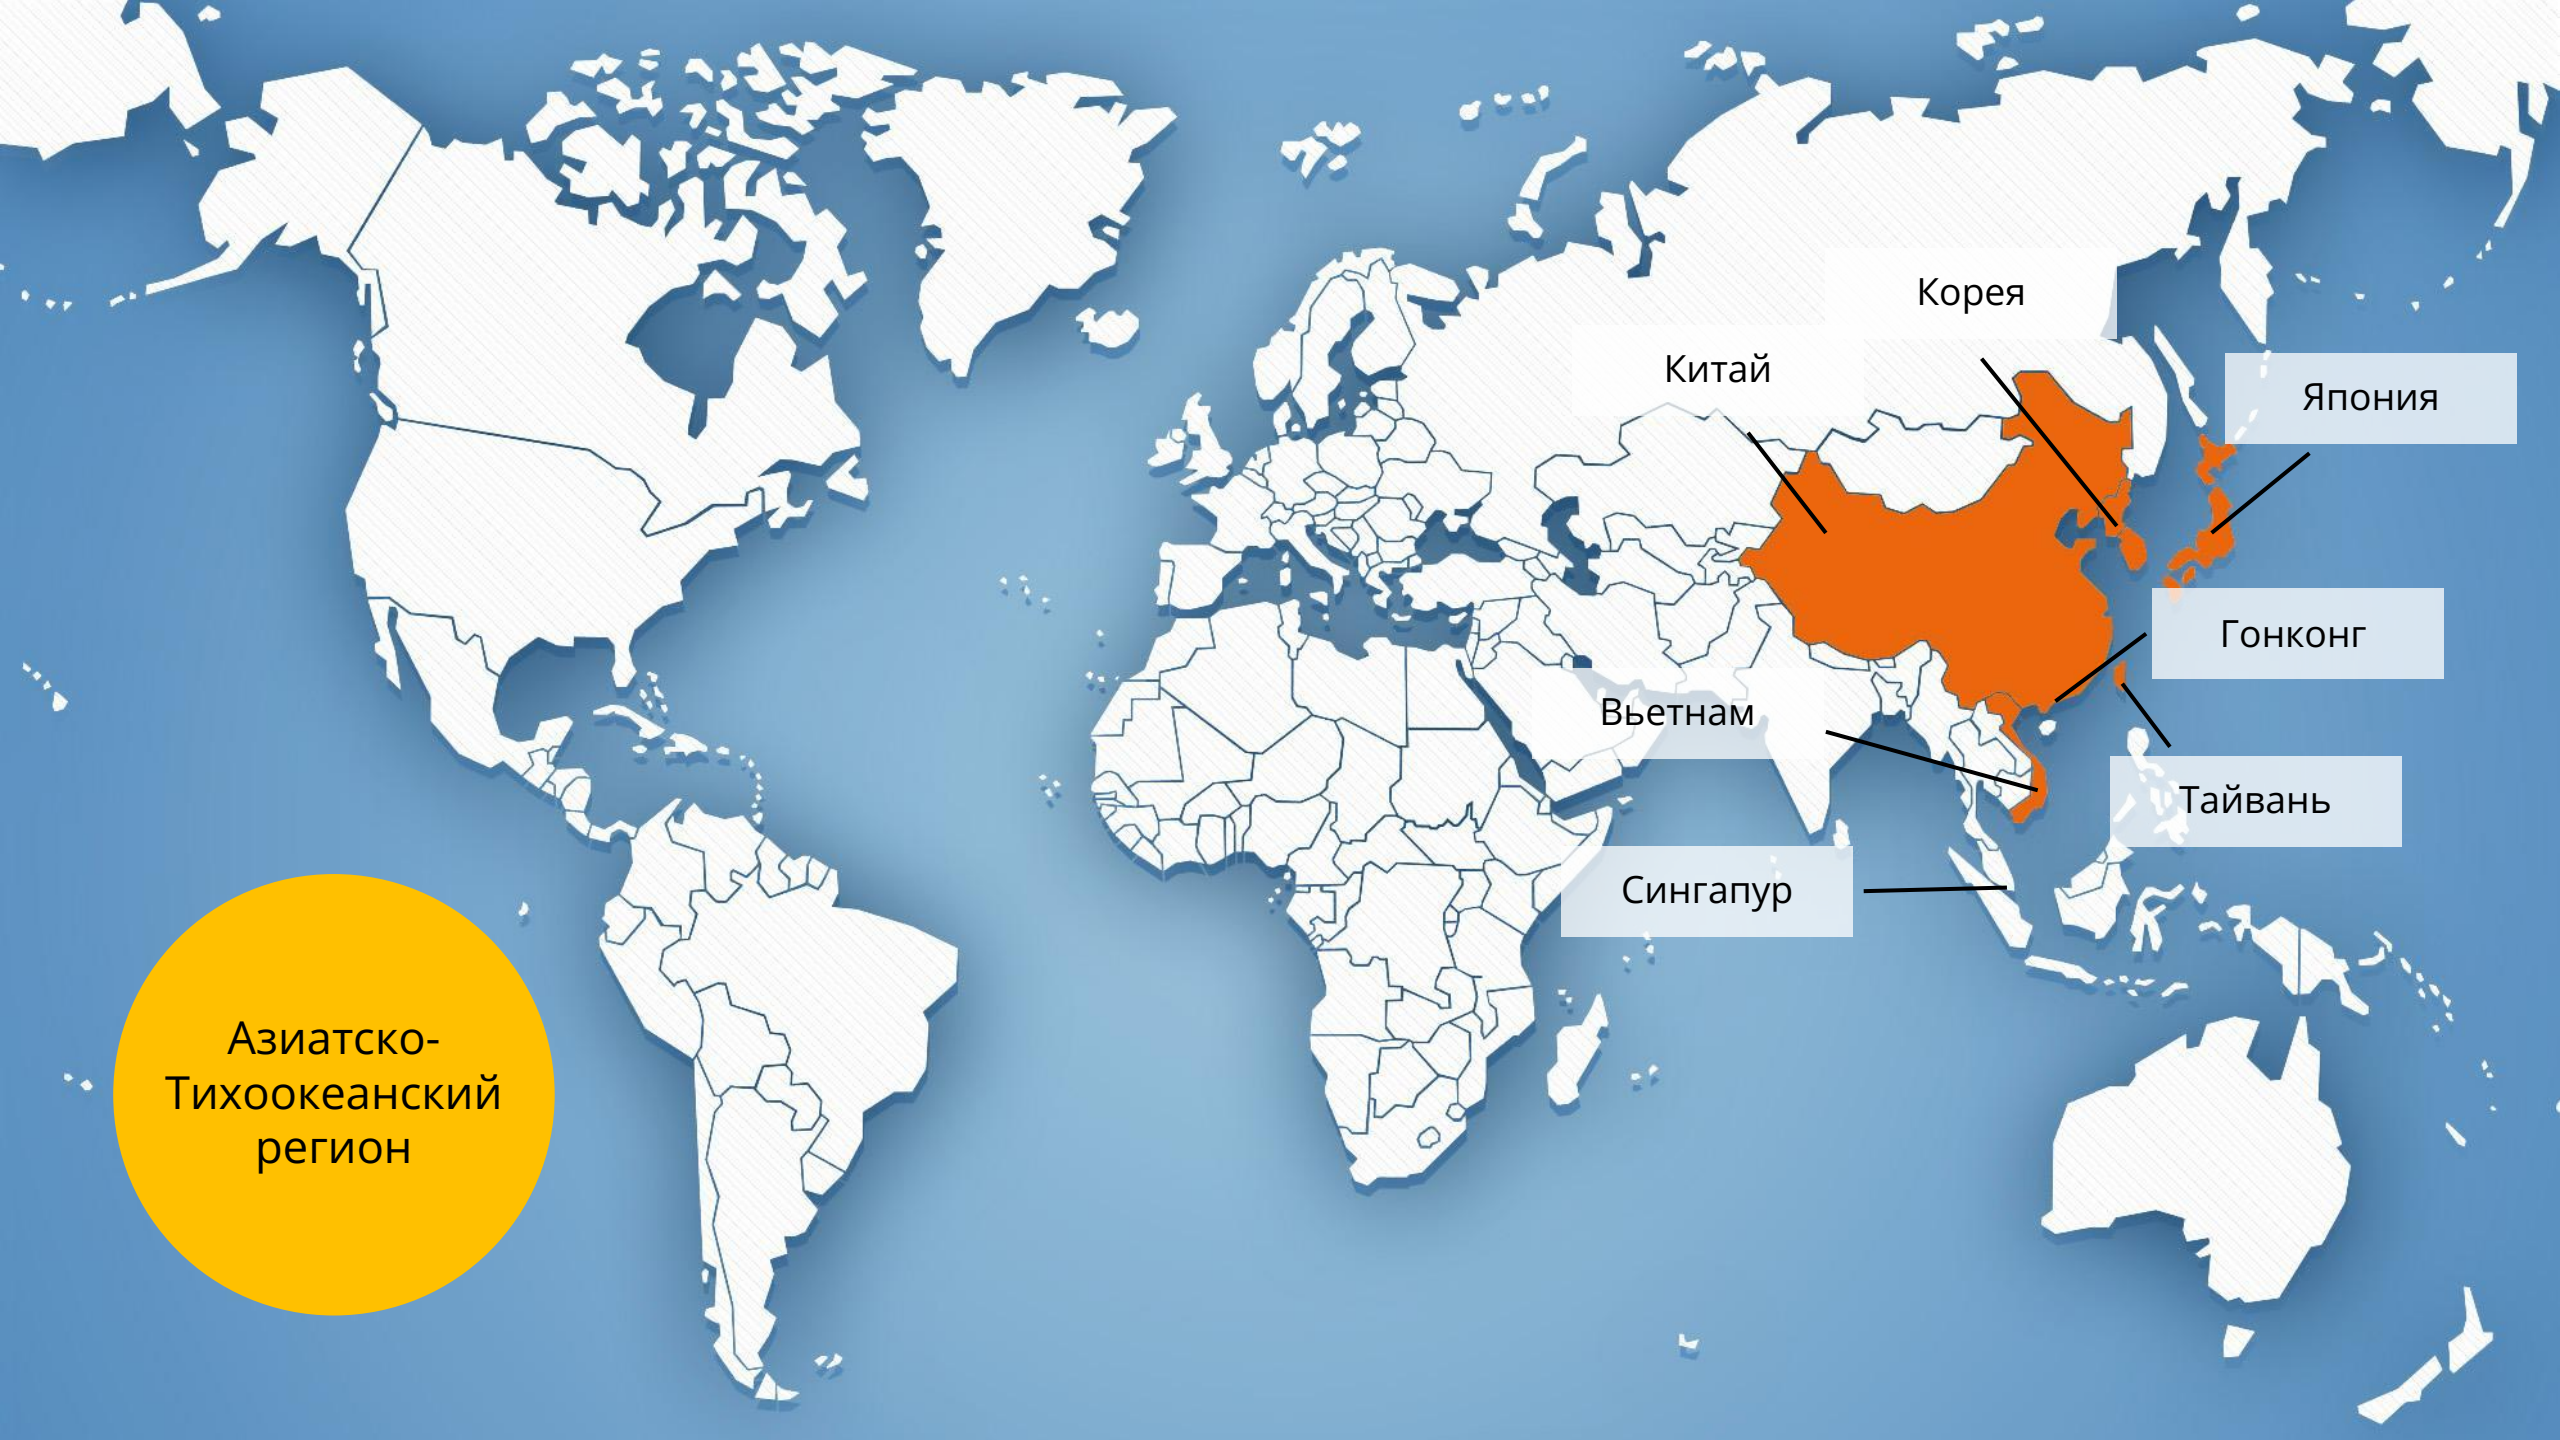 Корея
Китай
Япония
Гонконг
Вьетнам
Тайвань
Сингапур
Азиатско-
Тихоокеанский
регион